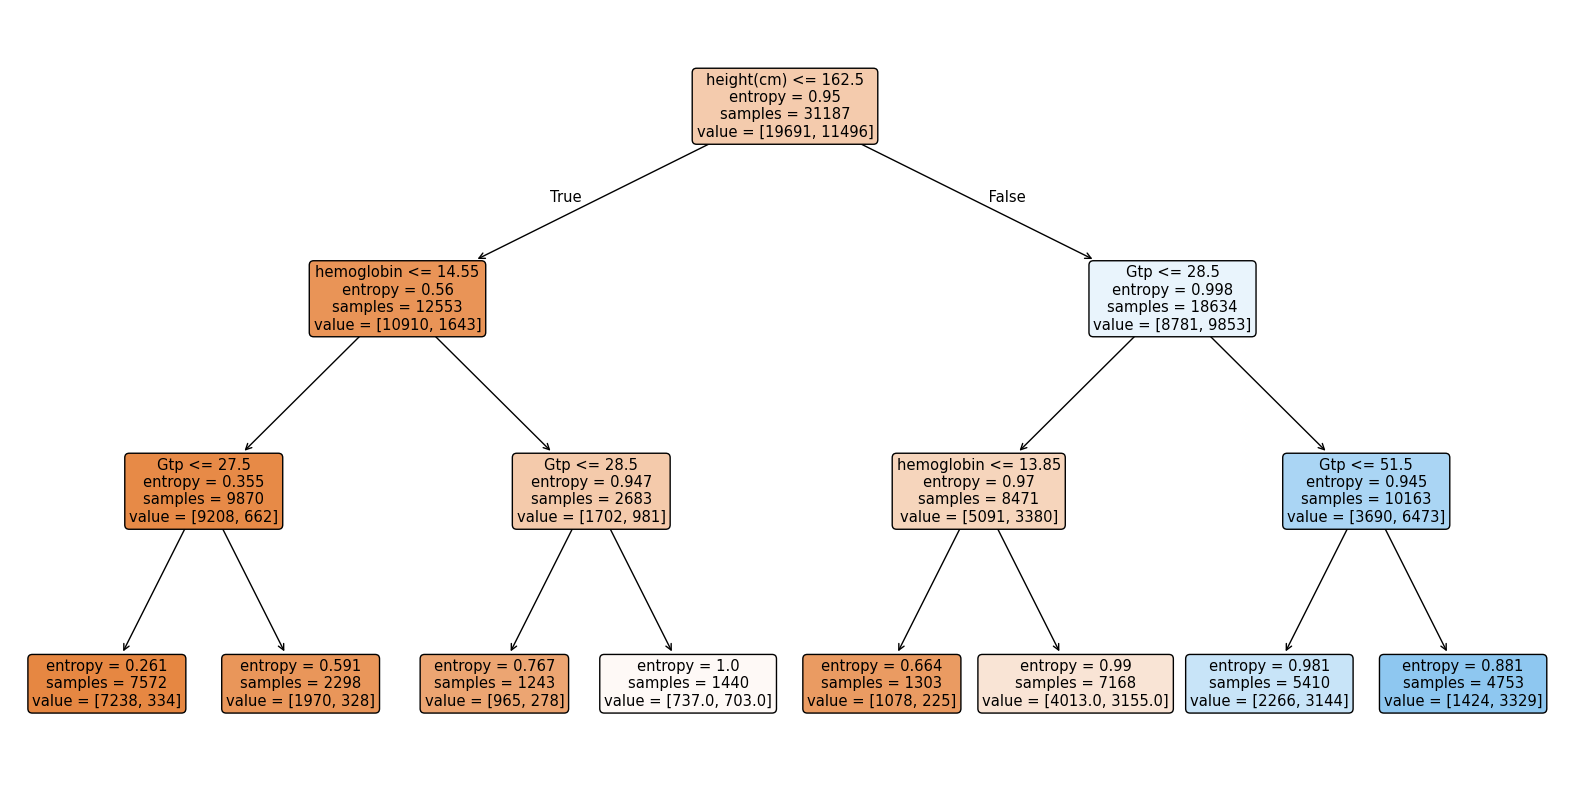 height(cm) <= 162.5
entropy = 0.95
samples = 31187
value = [19691, 11496]
True
False
hemoglobin <= 14.55
entropy = 0.56
samples = 12553
value = [10910, 1643]
Gtp <= 28.5
entropy = 0.998
samples = 18634
value = [8781, 9853]
Gtp <= 27.5
entropy = 0.355
samples = 9870
value = [9208, 662]
Gtp <= 28.5
entropy = 0.947
samples = 2683
value = [1702, 981]
hemoglobin <= 13.85
entropy = 0.97
samples = 8471
value = [5091, 3380]
Gtp <= 51.5
entropy = 0.945
samples = 10163
value = [3690, 6473]
entropy = 0.261
samples = 7572
value = [7238, 334]
entropy = 0.591
samples = 2298
value = [1970, 328]
entropy = 0.767
samples = 1243
value = [965, 278]
entropy = 1.0
samples = 1440
value = [737.0, 703.0]
entropy = 0.664
samples = 1303
value = [1078, 225]
entropy = 0.99
samples = 7168
value = [4013.0, 3155.0]
entropy = 0.981
samples = 5410
value = [2266, 3144]
entropy = 0.881
samples = 4753
value = [1424, 3329]